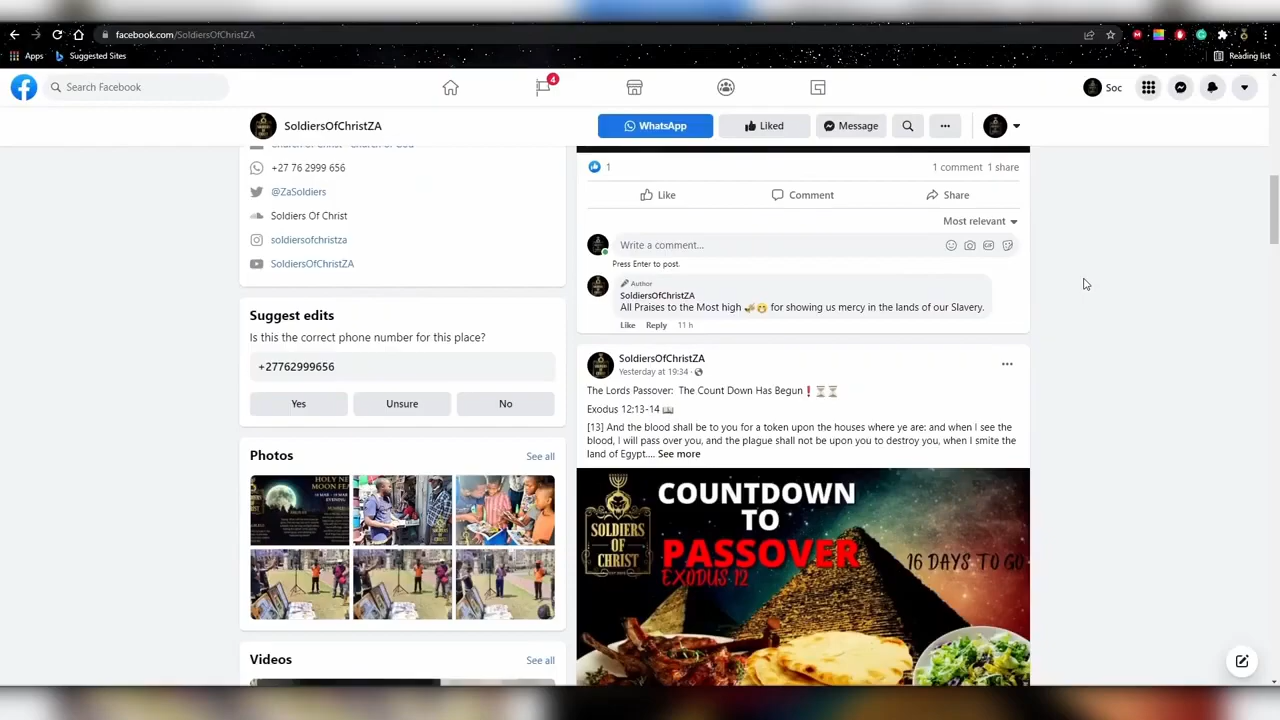 facebook.com/SoldiersOfChristZA
Apps
Suggested Sites
Reading list
Search Facebook
4
Soc
SoldiersOfChristZA
WhatsApp
Liked
Message
+27 76 2999 656
@ZaSoldiers
Soldiers Of Christ
soldiersofchristza
SoldiersOfChristZA
Suggest edits
Is this the correct phone number for this place?
+27762999656
Yes
Unsure
No
Photos
See all
HOLY NEW
MOON FEA
Videos
See all
1
1 comment 1 share
Like
Comment
Share
Most relevant
Write a comment...
Press Enter to post.
Author
SoldiersOfChristZA
All Praises to the Most high 🎺😁 for showing us mercy in the lands of our Slavery.
Like Reply 11 h
SoldiersOfChristZA
Yesterday at 19:34
The Lords Passover: The Count Down Has Begun❗⏳⏳
Exodus 12:13-14 📖
[13] And the blood shall be to you for a token upon the houses where ye are: and when I see the
blood, I will pass over you, and the plague shall not be upon you to destroy you, when I smite the
land of Egypt.... See more
SOLDIERS
OF
CHRIST
COUNTDOWN
TO
PASSOVER
EXODUS 12
16 DAYS TO GO